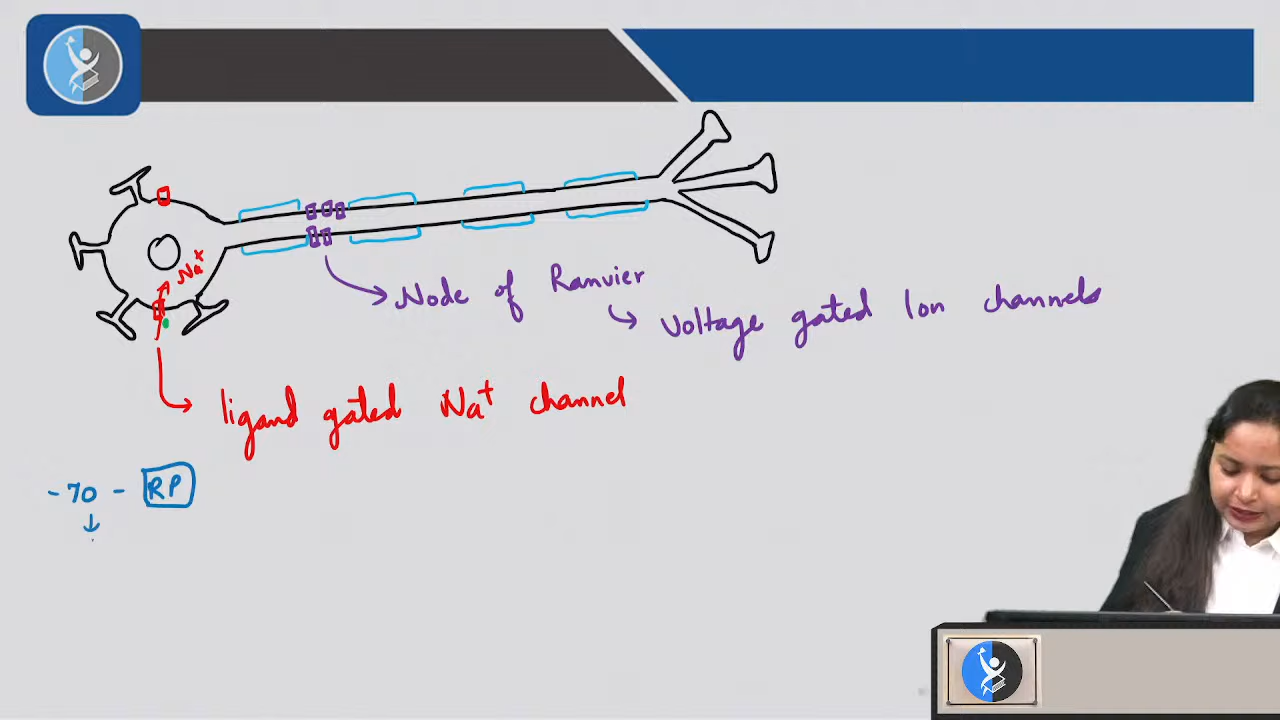 Na+
Node of Ranvier
Voltage gated Ion channels
ligand gated Na+ channel
-70 - RP